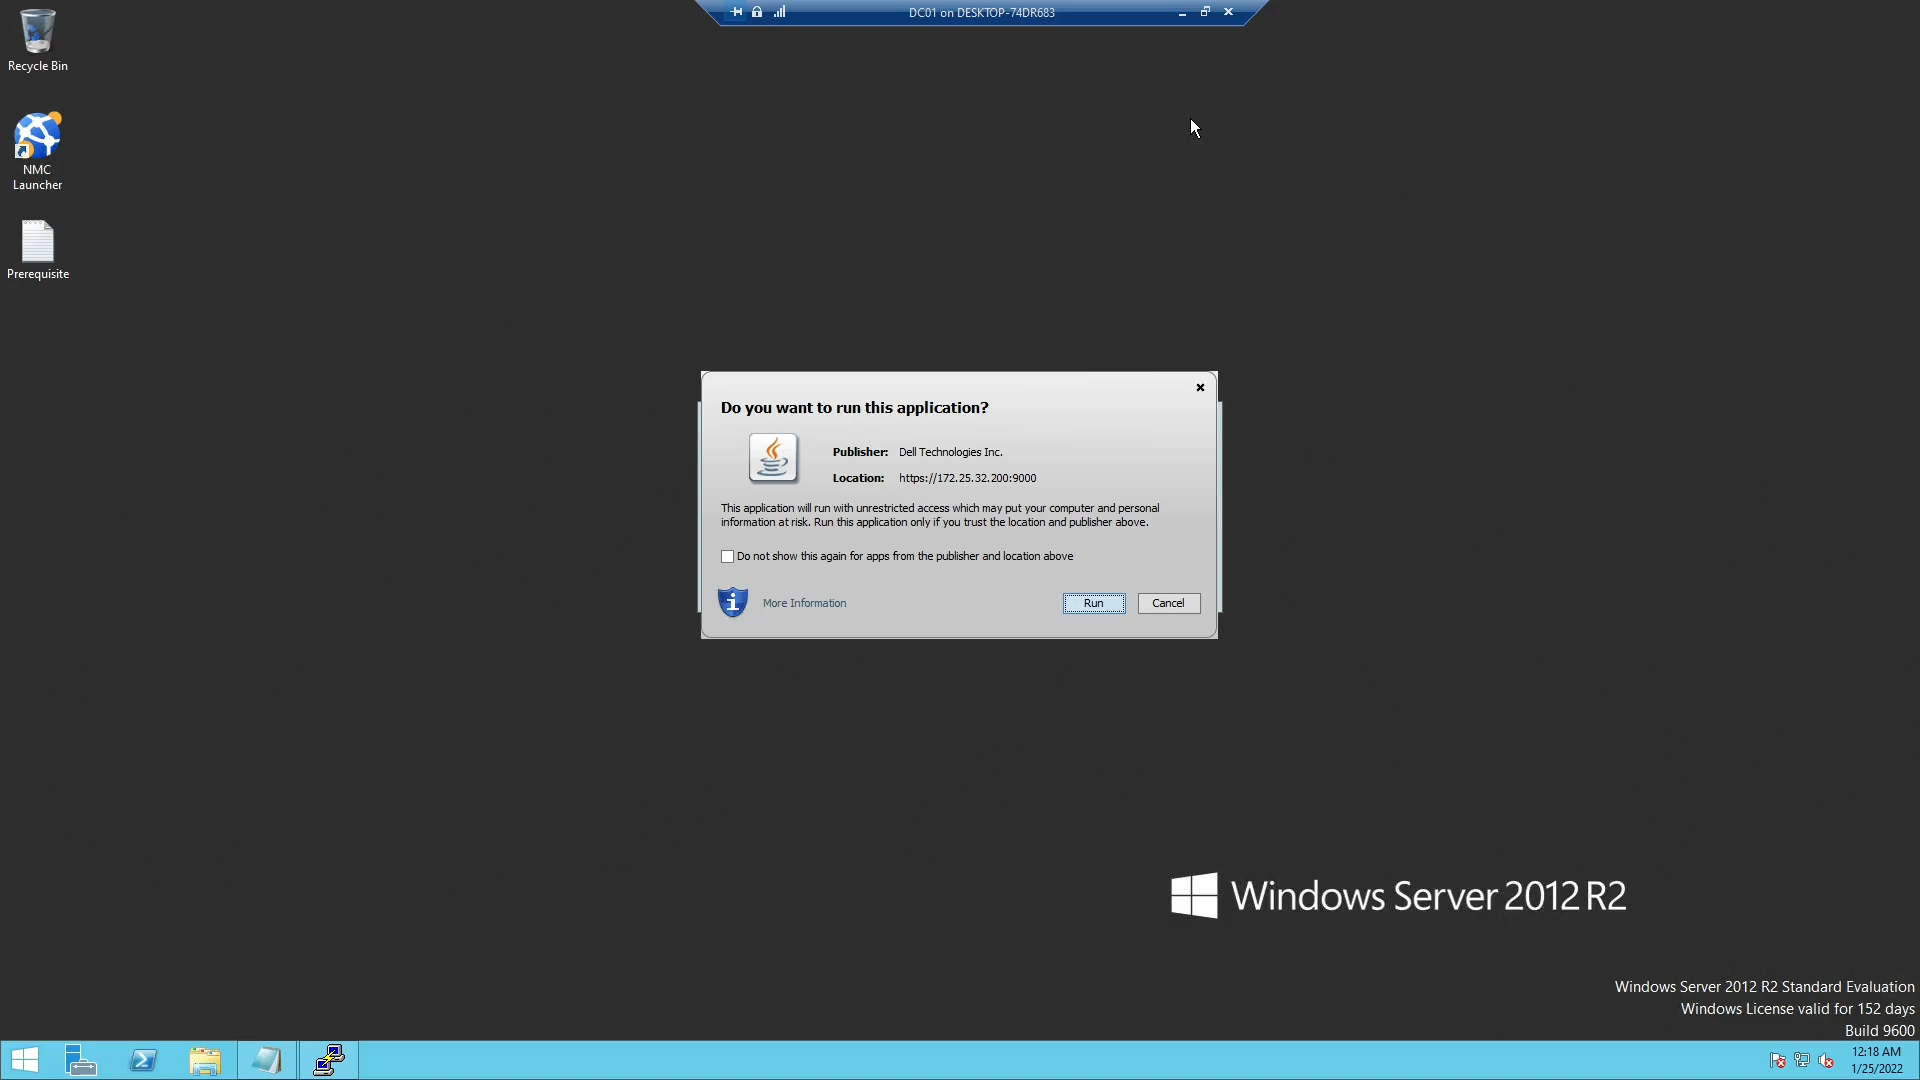 DC01 on DESKTOP-74DR683
Recycle Bin
NMC
Launcher
Prerequisite
Do you want to run this application?
Publisher: Dell Technologies Inc.
Location: https://172.25.32.200:9000
This application will run with unrestricted access which may put your computer and personal
information at risk. Run this application only if you trust the location and publisher above.
Do not show this again for apps from the publisher and location above
More Information
Run
Cancel
Windows Server 2012 R2
Windows Server 2012 R2 Standard Evaluation
Windows License valid for 152 days
Build 9600
12:18 AM
1/25/2022